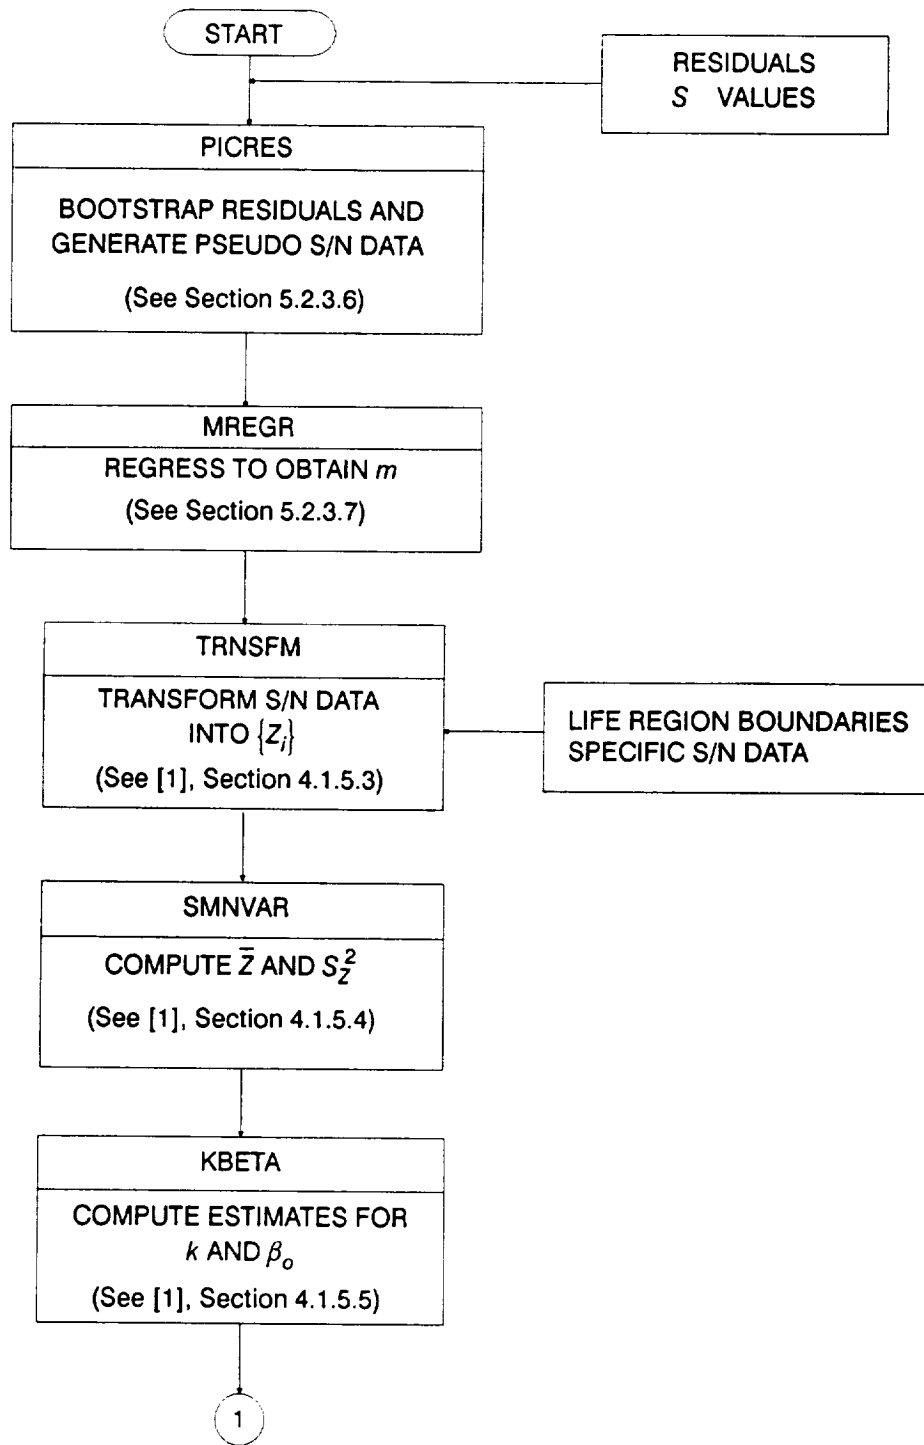 START
RESIDUALS
S VALUES
PICRES
BOOTSTRAP RESIDUALS AND
GENERATE PSEUDO S/N DATA
(See Section 5.2.3.6)
MREGR
REGRESS TO OBTAIN m
(See Section 5.2.3.7)
TRNSFM
TRANSFORM S/N DATA
INTO {Z_i}
(See [1], Section 4.1.5.3)
LIFE REGION BOUNDARIES
SPECIFIC S/N DATA
SMNVAR
COMPUTE Z̄ AND S_Z^2
(See [1], Section 4.1.5.4)
KBETA
COMPUTE ESTIMATES FOR
k AND β_o
(See [1], Section 4.1.5.5)
1